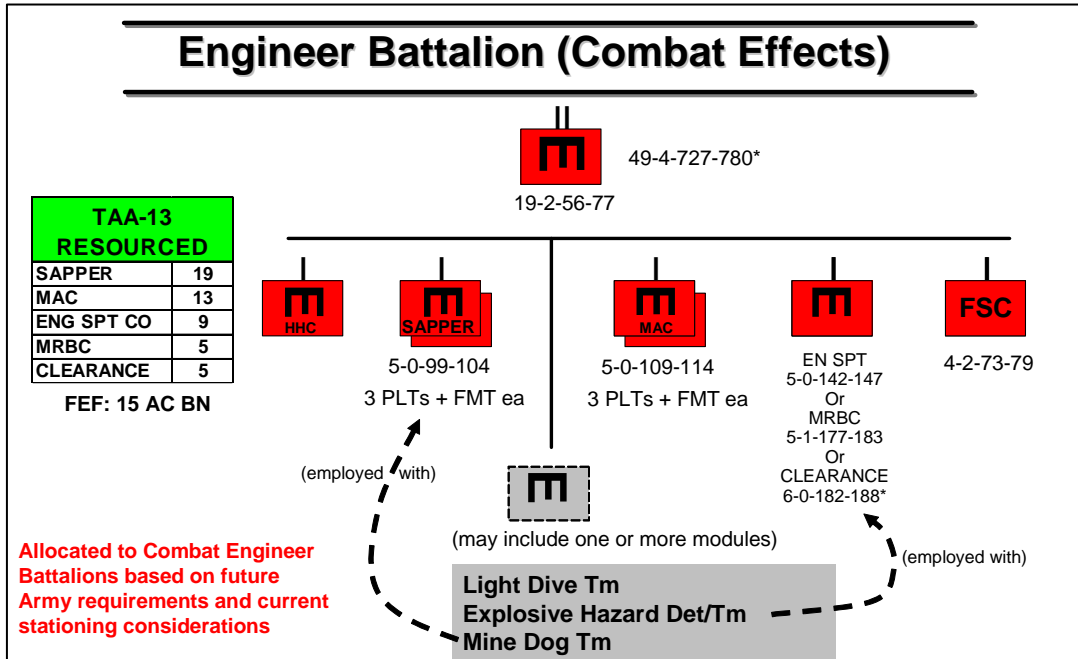 Engineer Battalion (Combat Effects)
E
49-4-727-780*
19-2-56-77
TAA-13
RESOURCED
SAPPER 19
MAC 13
ENG SPT CO 9
MRBC 5
CLEARANCE 5
FEF: 15 AC BN
E
HHC
E
SAPPER
5-0-99-104
3 PLTs + FMT ea
E
MAC
5-0-109-114
3 PLTs + FMT ea
E
EN SPT
5-0-142-147
Or
MRBC
5-1-177-183
Or
CLEARANCE
6-0-182-188*
FSC
4-2-73-79
(employed with)
E
(may include one or more modules)
(employed with)
Light Dive Tm
Explosive Hazard Det/Tm
Mine Dog Tm
Allocated to Combat Engineer
Battalions based on future
Army requirements and current
stationing considerations